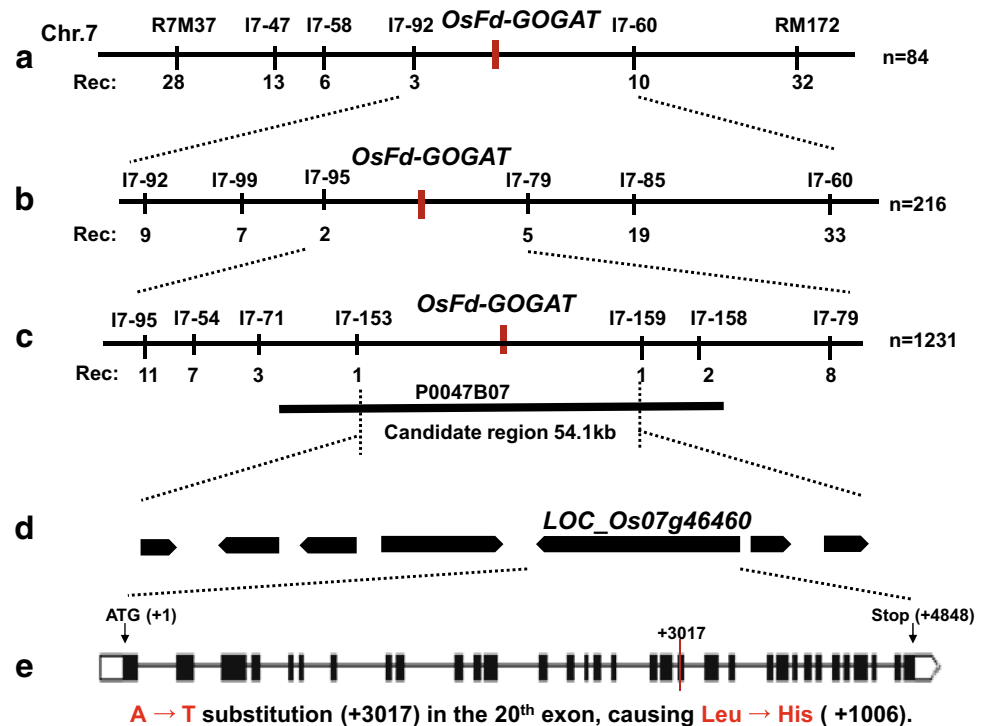 Chr.7 R7M37 I7-47 I7-58 I7-92 OsFd-GOGAT I7-60 RM172
a n=84
Rec: 28 13 6 3 10 32
OsFd-GOGAT
I7-92 I7-99 I7-95 I7-79 I7-85 I7-60
b n=216
Rec: 9 7 2 5 19 33
OsFd-GOGAT
I7-95 I7-54 I7-71 I7-153 I7-159 I7-158 I7-79
c n=1231
Rec: 11 7 3 1 1 2 8
P0047B07
Candidate region 54.1kb
d LOC_Os07g46460
ATG (+1) Stop (+4848)
+3017
e
A → T substitution (+3017) in the 20th exon, causing Leu → His ( +1006).